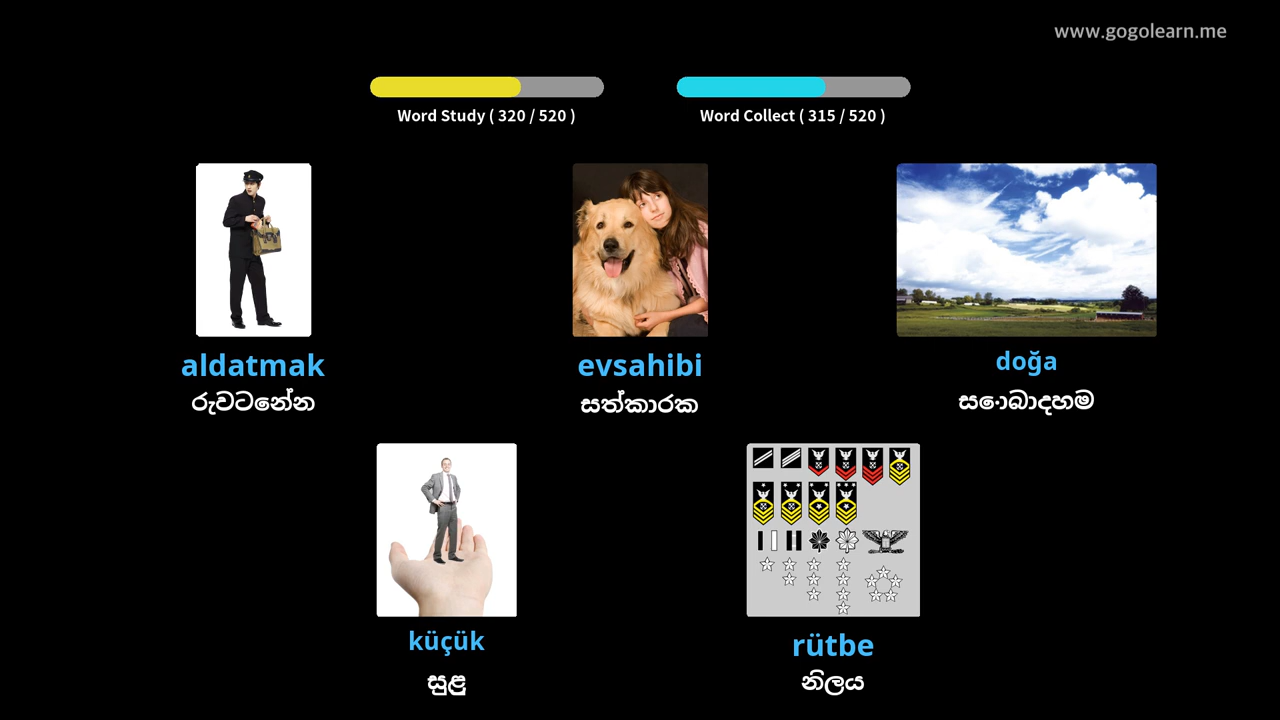 www.gogolearn.me
Word Study ( 320 / 520 )
Word Collect ( 315 / 520 )
aldatmak
රුවටනේන
evsahibi
සත්කාරක
doğa
සෞබාදහම
küçük
සුළු
rütbe
නිලය